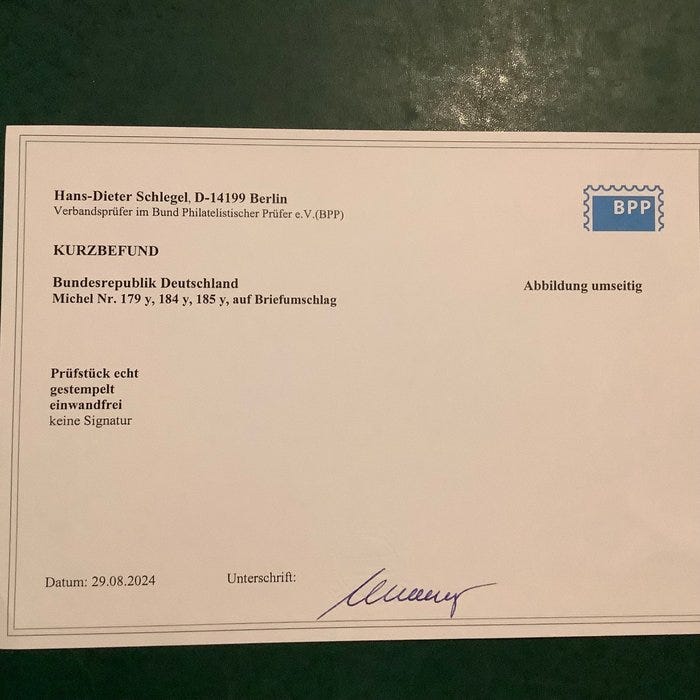 Hans-Dieter Schlegel, D-14199 Berlin
Verbandsprüfer im Bund Philatelistischer Prüfer e.V.(BPP)
BPP
KURZBEFUND
Bundesrepublik Deutschland
Michel Nr. 179 y, 184 y, 185 y, auf Briefumschlag
Abbildung umseitig
Prüfstück echt
gestempelt
einwandfrei
keine Signatur
Datum: 29.08.2024
Unterschrift: